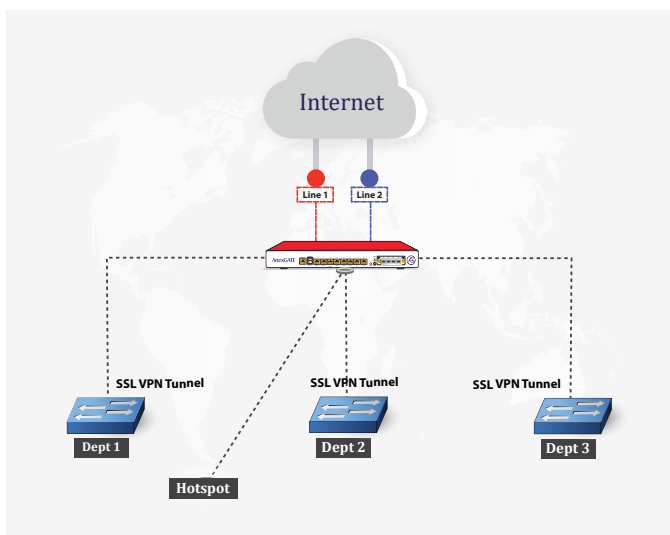 Internet
Line 1
Line 2
AnexGATE
SSL VPN Tunnel
SSL VPN Tunnel
SSL VPN Tunnel
Dept 1
Dept 2
Dept 3
Hotspot